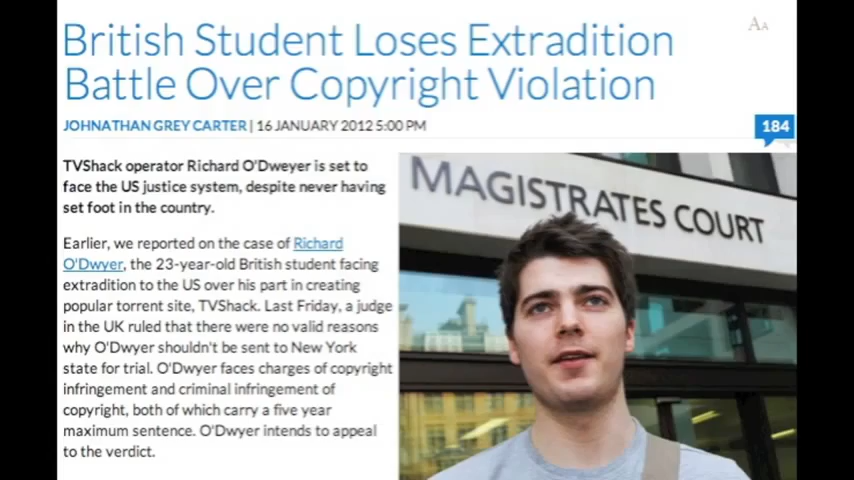 British Student Loses Extradition
Battle Over Copyright Violation
AA
JOHNATHAN GREY CARTER | 16 JANUARY 2012 5:00 PM
184
TVShack operator Richard O'Dweyer is set to
face the US justice system, despite never having
set foot in the country.
Earlier, we reported on the case of Richard
O'Dwyer, the 23-year-old British student facing
extradition to the US over his part in creating
popular torrent site, TVShack. Last Friday, a judge
in the UK ruled that there were no valid reasons
why O'Dwyer shouldn't be sent to New York
state for trial. O'Dwyer faces charges of copyright
infringement and criminal infringement of
copyright, both of which carry a five year
maximum sentence. O'Dwyer intends to appeal
to the verdict.
MAGISTRATES COURT